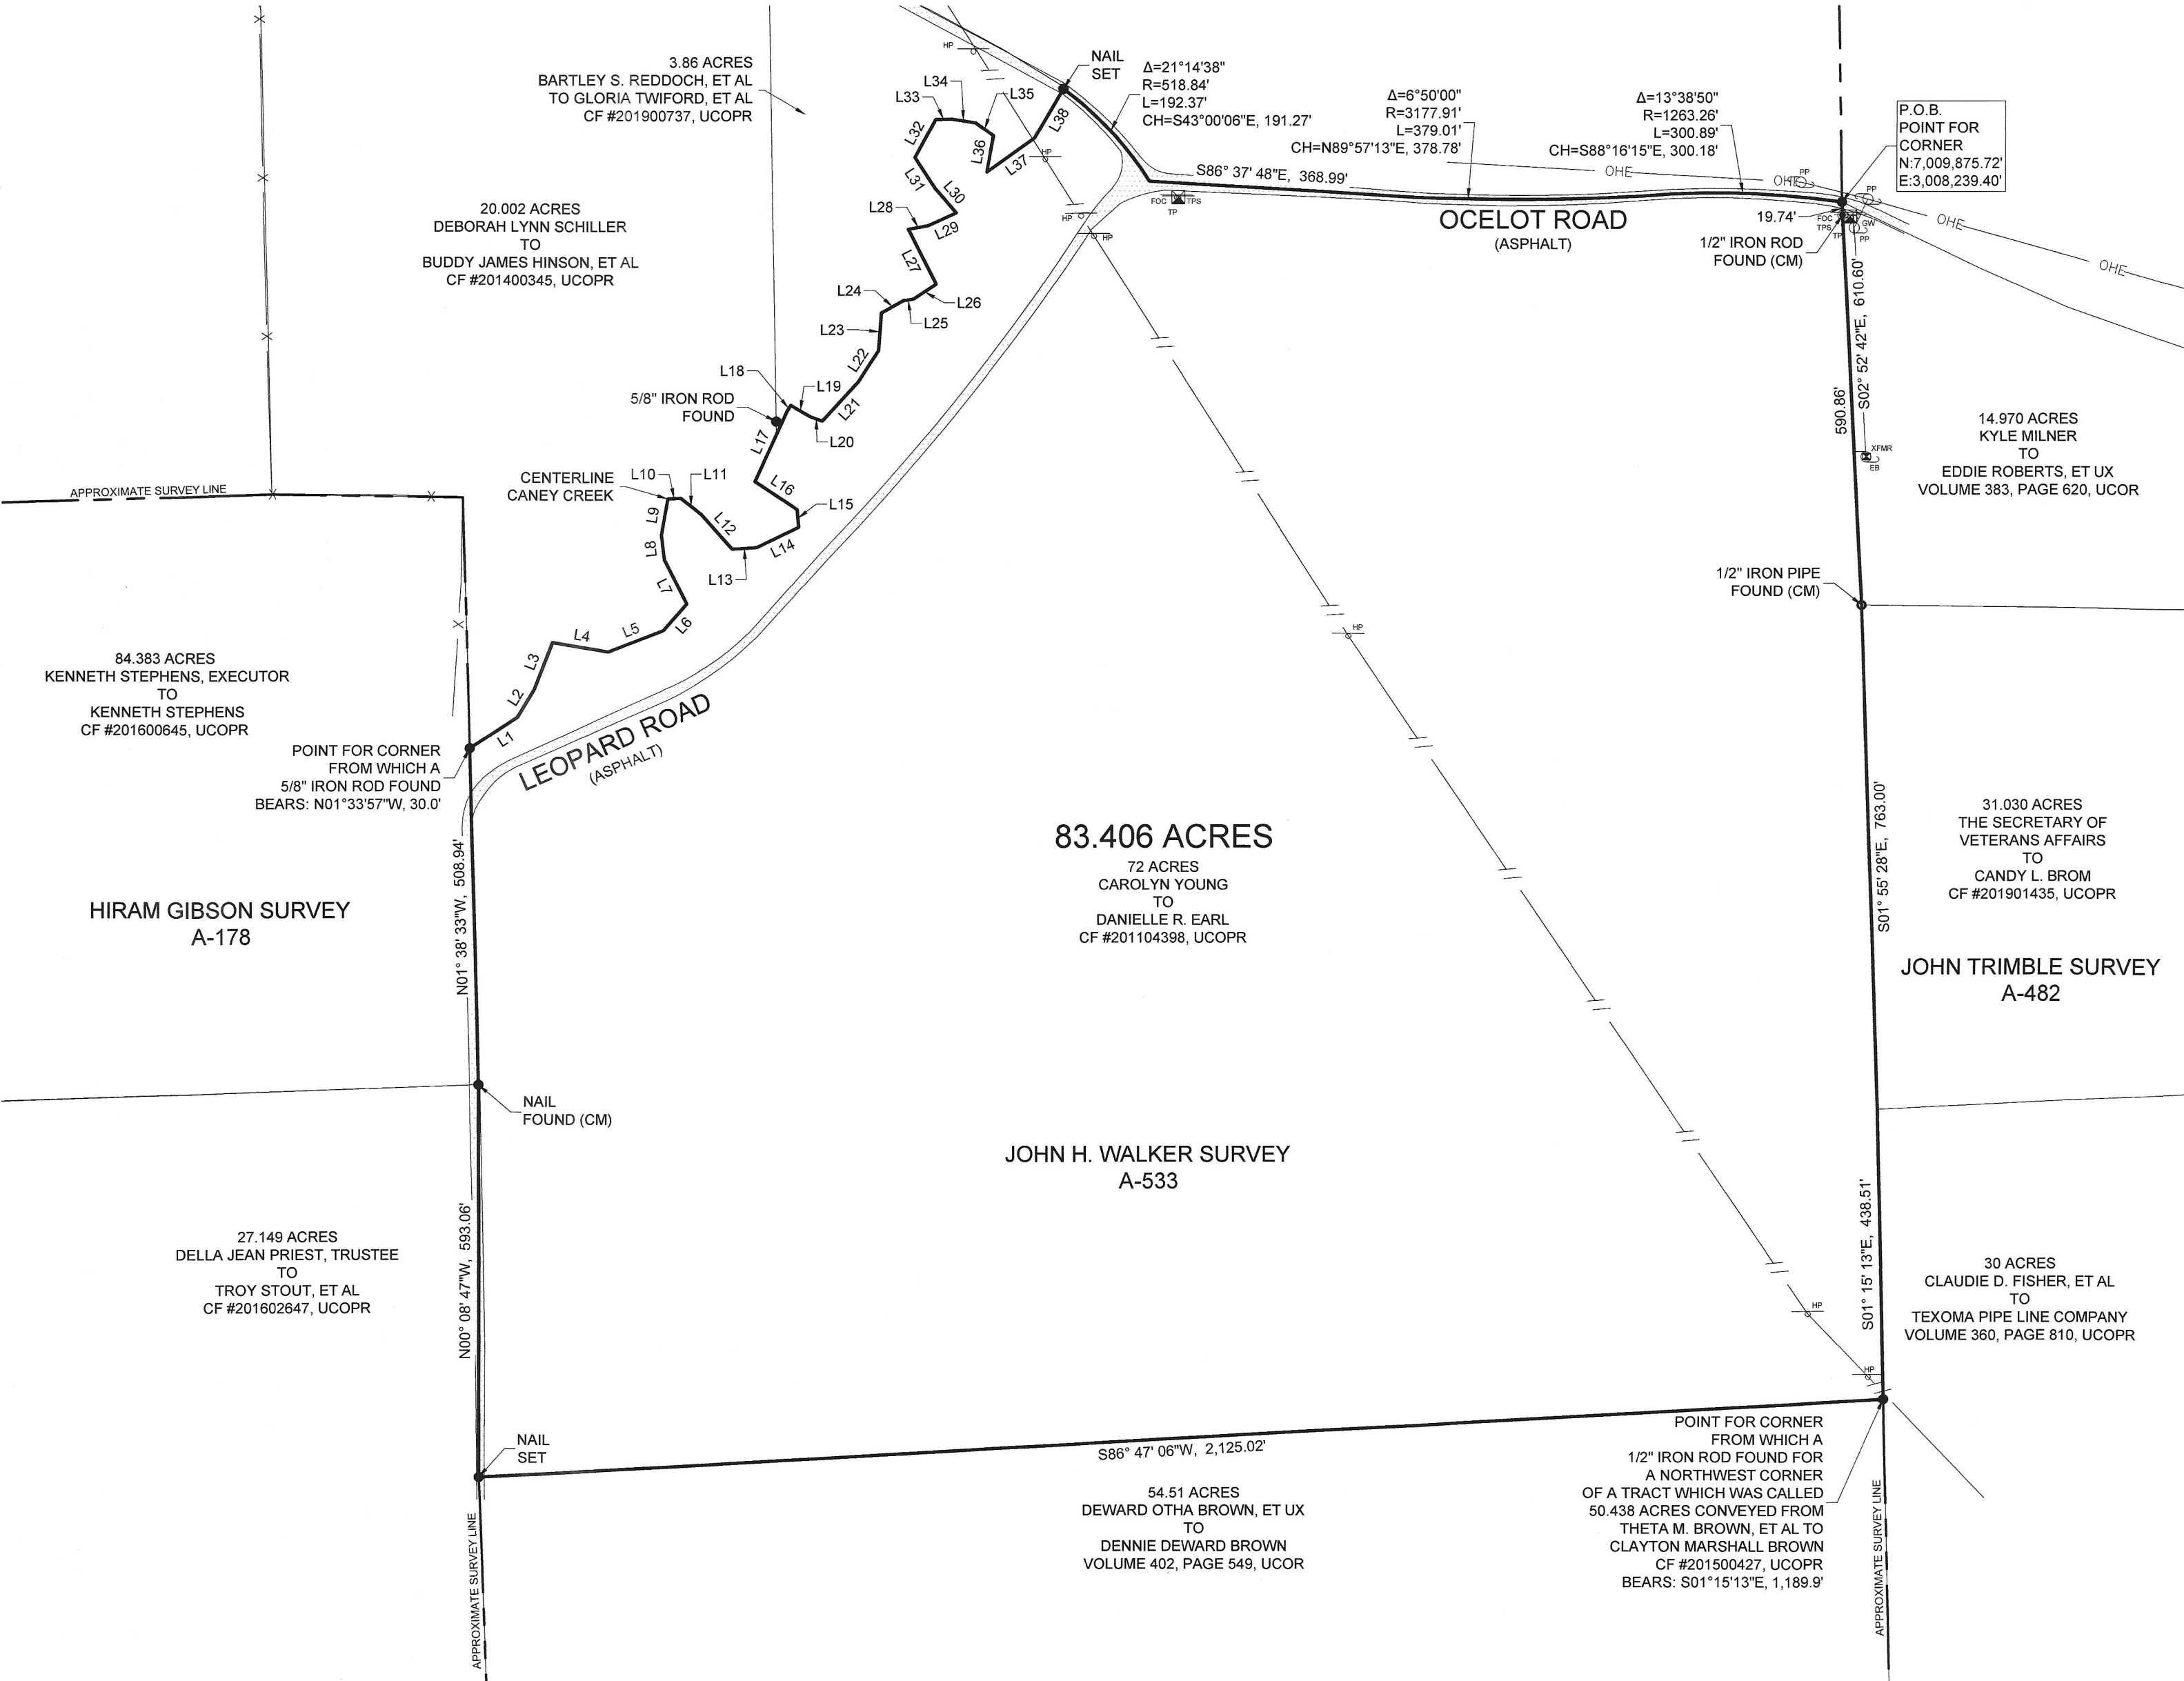 3.86 ACRES
BARTLEY S. REDDOCH, ET AL
TO GLORIA TWIFORD, ET AL
CF #201900737, UCOPR
20.002 ACRES
DEBORAH LYNN SCHILLER
TO
BUDDY JAMES HINSON, ET AL
CF #201400345, UCOPR
HP
NAIL
SET
Δ=21°14'38"
R=518.84'
L=192.37'
CH=S43°00'06"E, 191.27'
Δ=6°50'00"
R=3177.91'
L=379.01'
CH=N89°57'13"E, 378.78'
Δ=13°38'50"
R=1263.26'
L=300.89'
CH=S88°16'15"E, 300.18'
P.O.B.
POINT FOR
CORNER
N:7,009,875.72'
E:3,008,239.40'
S86° 37' 48"E, 368.99'
OHE
OHE
OHE
OHE
PP
PP
OCELOT ROAD
(ASPHALT)
FOC
TPS
TP
HP
HP
HP
19.74'
FOC
TPS
TP
GW
PP
1/2" IRON ROD
FOUND (CM)
L38
L37
L36
L35
L34
L33
L32
L31
L30
L29
L28
L27
L26
L25
L24
L23
L22
L21
L20
L19
L18
L17
L16
L15
L14
L13
L12
L11
L10
L9
L8
L7
L6
L5
L4
L3
L2
L1
5/8" IRON ROD
FOUND
CENTERLINE
CANEY CREEK
APPROXIMATE SURVEY LINE
S02° 52' 42"E, 610.60'
590.86'
XFMR
EB
14.970 ACRES
KYLE MILNER
TO
EDDIE ROBERTS, ET UX
VOLUME 383, PAGE 620, UCOR
1/2" IRON PIPE
FOUND (CM)
HP
84.383 ACRES
KENNETH STEPHENS, EXECUTOR
TO
KENNETH STEPHENS
CF #201600645, UCOPR
POINT FOR CORNER
FROM WHICH A
5/8" IRON ROD FOUND
BEARS: N01°33'57"W, 30.0'
LEOPARD ROAD
(ASPHALT)
N01° 38' 33"W, 508.94'
HIRAM GIBSON SURVEY
A-178
83.406 ACRES
72 ACRES
CAROLYN YOUNG
TO
DANIELLE R. EARL
CF #201104398, UCOPR
S01° 55' 28"E, 763.00'
31.030 ACRES
THE SECRETARY OF
VETERANS AFFAIRS
TO
CANDY L. BROM
CF #201901435, UCOPR
JOHN TRIMBLE SURVEY
A-482
NAIL
FOUND (CM)
JOHN H. WALKER SURVEY
A-533
27.149 ACRES
DELLA JEAN PRIEST, TRUSTEE
TO
TROY STOUT, ET AL
CF #201602647, UCOPR
N00° 08' 47"W, 593.06'
S01° 15' 13"E, 438.51'
30 ACRES
CLAUDIE D. FISHER, ET AL
TO
TEXOMA PIPE LINE COMPANY
VOLUME 360, PAGE 810, UCOPR
HP
HP
NAIL
SET
S86° 47' 06"W, 2,125.02'
54.51 ACRES
DEWARD OTHA BROWN, ET UX
TO
DENNIE DEWARD BROWN
VOLUME 402, PAGE 549, UCOR
POINT FOR CORNER
FROM WHICH A
1/2" IRON ROD FOUND FOR
A NORTHWEST CORNER
OF A TRACT WHICH WAS CALLED
50.438 ACRES CONVEYED FROM
THETA M. BROWN, ET AL TO
CLAYTON MARSHALL BROWN
CF #201500427, UCOPR
BEARS: S01°15'13"E, 1,189.9'
APPROXIMATE SURVEY LINE
APPROXIMATE SURVEY LINE